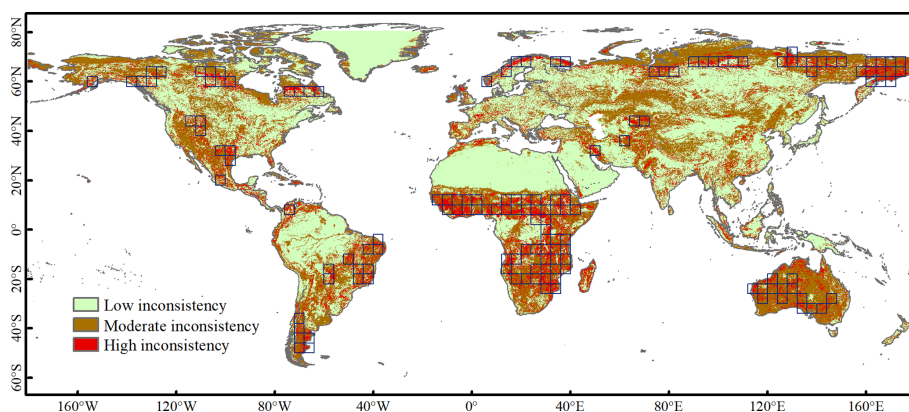 80°N
60°N
40°N
20°N
0°
20°S
40°S
60°S
Low inconsistency
Moderate inconsistency
High inconsistency
160°W 120°W 80°W 40°W 0° 40°E 80°E 120°E 160°E